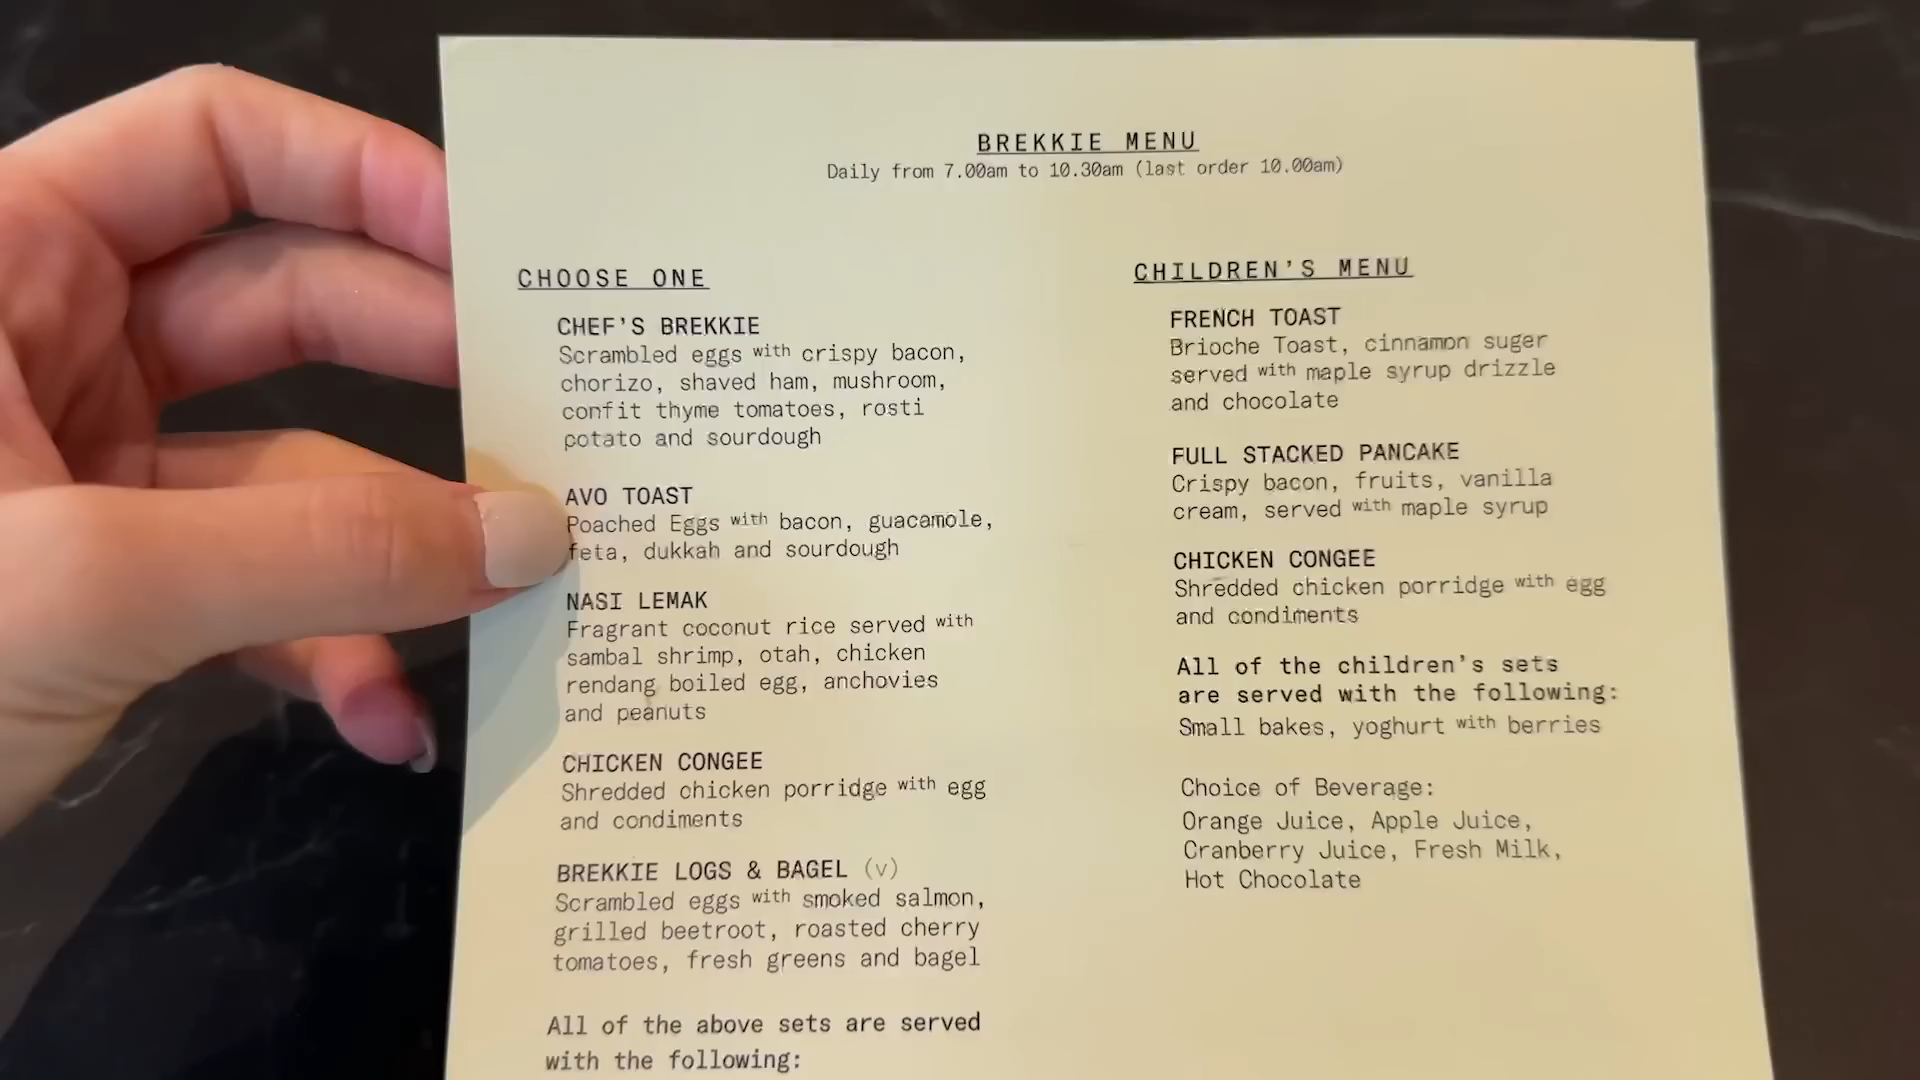 BREKKIE MENU
Daily from 7.00am to 10.30am (last order 10.00am)
CHOOSE ONE
CHEF'S BREKKIE
Scrambled eggs with crispy bacon,
chorizo, shaved ham, mushroom,
confit thyme tomatoes, rosti
potato and sourdough
AVO TOAST
Poached Eggs with bacon, guacamole,
feta, dukkah and sourdough
NASI LEMAK
Fragrant coconut rice served with
sambal shrimp, otah, chicken
rendang boiled egg, anchovies
and peanuts
CHICKEN CONGEE
Shredded chicken porridge with egg
and condiments
BREKKIE LOGS & BAGEL (v)
Scrambled eggs with smoked salmon,
grilled beetroot, roasted cherry
tomatoes, fresh greens and bagel
All of the above sets are served
with the following:
CHILDREN'S MENU
FRENCH TOAST
Brioche Toast, cinnamon suger
served with maple syrup drizzle
and chocolate
FULL STACKED PANCAKE
Crispy bacon, fruits, vanilla
cream, served with maple syrup
CHICKEN CONGEE
Shredded chicken porridge with egg
and condiments
All of the children's sets
are served with the following:
Small bakes, yoghurt with berries
Choice of Beverage:
Orange Juice, Apple Juice,
Cranberry Juice, Fresh Milk,
Hot Chocolate